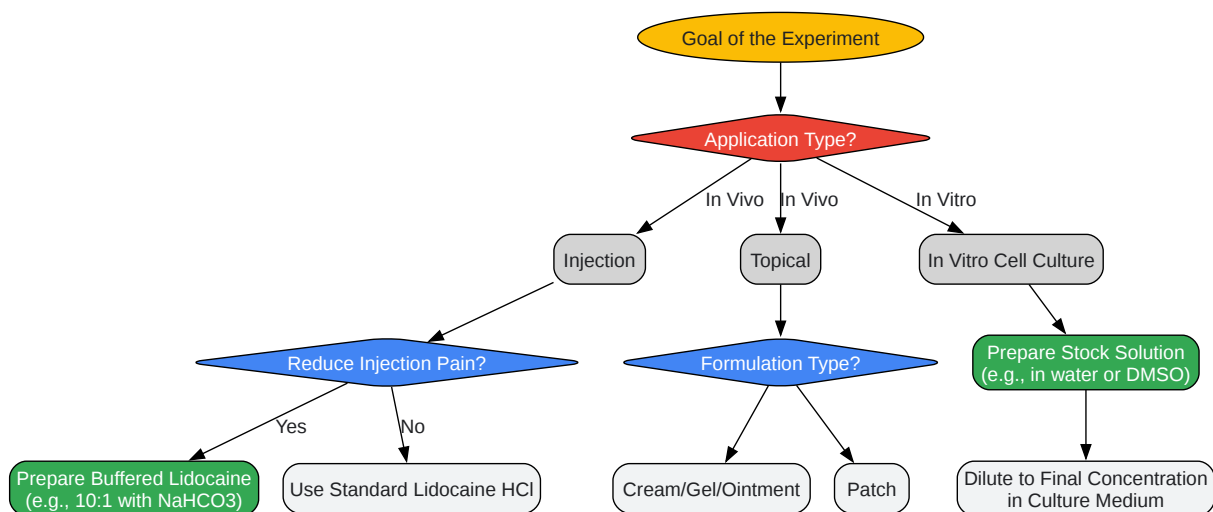 Goal of the Experiment
Application Type?
In Vivo
In Vivo
In Vitro
Injection
Topical
In Vitro Cell Culture
Reduce Injection Pain?
Formulation Type?
Prepare Stock Solution
(e.g., in water or DMSO)
Yes
No
Prepare Buffered Lidocaine
(e.g., 10:1 with NaHCO3)
Use Standard Lidocaine HCl
Cream/Gel/Ointment
Patch
Dilute to Final Concentration
in Culture Medium